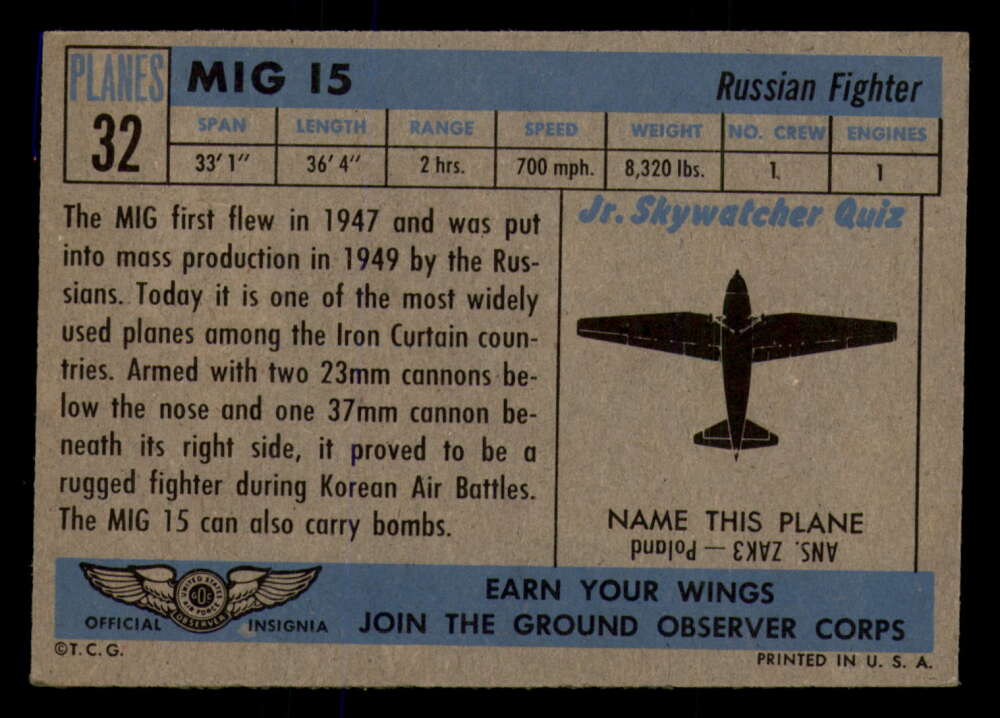 PLANES
32
MIG 15
Russian Fighter
SPAN LENGTH RANGE SPEED WEIGHT NO. CREW ENGINES
33' 1" 36' 4" 2 hrs. 700 mph. 8,320 lbs. 1. 1
The MIG first flew in 1947 and was put
into mass production in 1949 by the Rus-
sians. Today it is one of the most widely
used planes among the Iron Curtain coun-
tries. Armed with two 23mm cannons be-
low the nose and one 37mm cannon be-
neath its right side, it proved to be a
rugged fighter during Korean Air Battles.
The MIG 15 can also carry bombs.
Jr. Skywatcher Quiz
NAME THIS PLANE
ANS. ZAK3 — Poland
UNITED STATES
GOC
AIR FORCE
OBSERVER
OFFICIAL INSIGNIA
EARN YOUR WINGS
JOIN THE GROUND OBSERVER CORPS
©T.C.G.
PRINTED IN U. S. A.